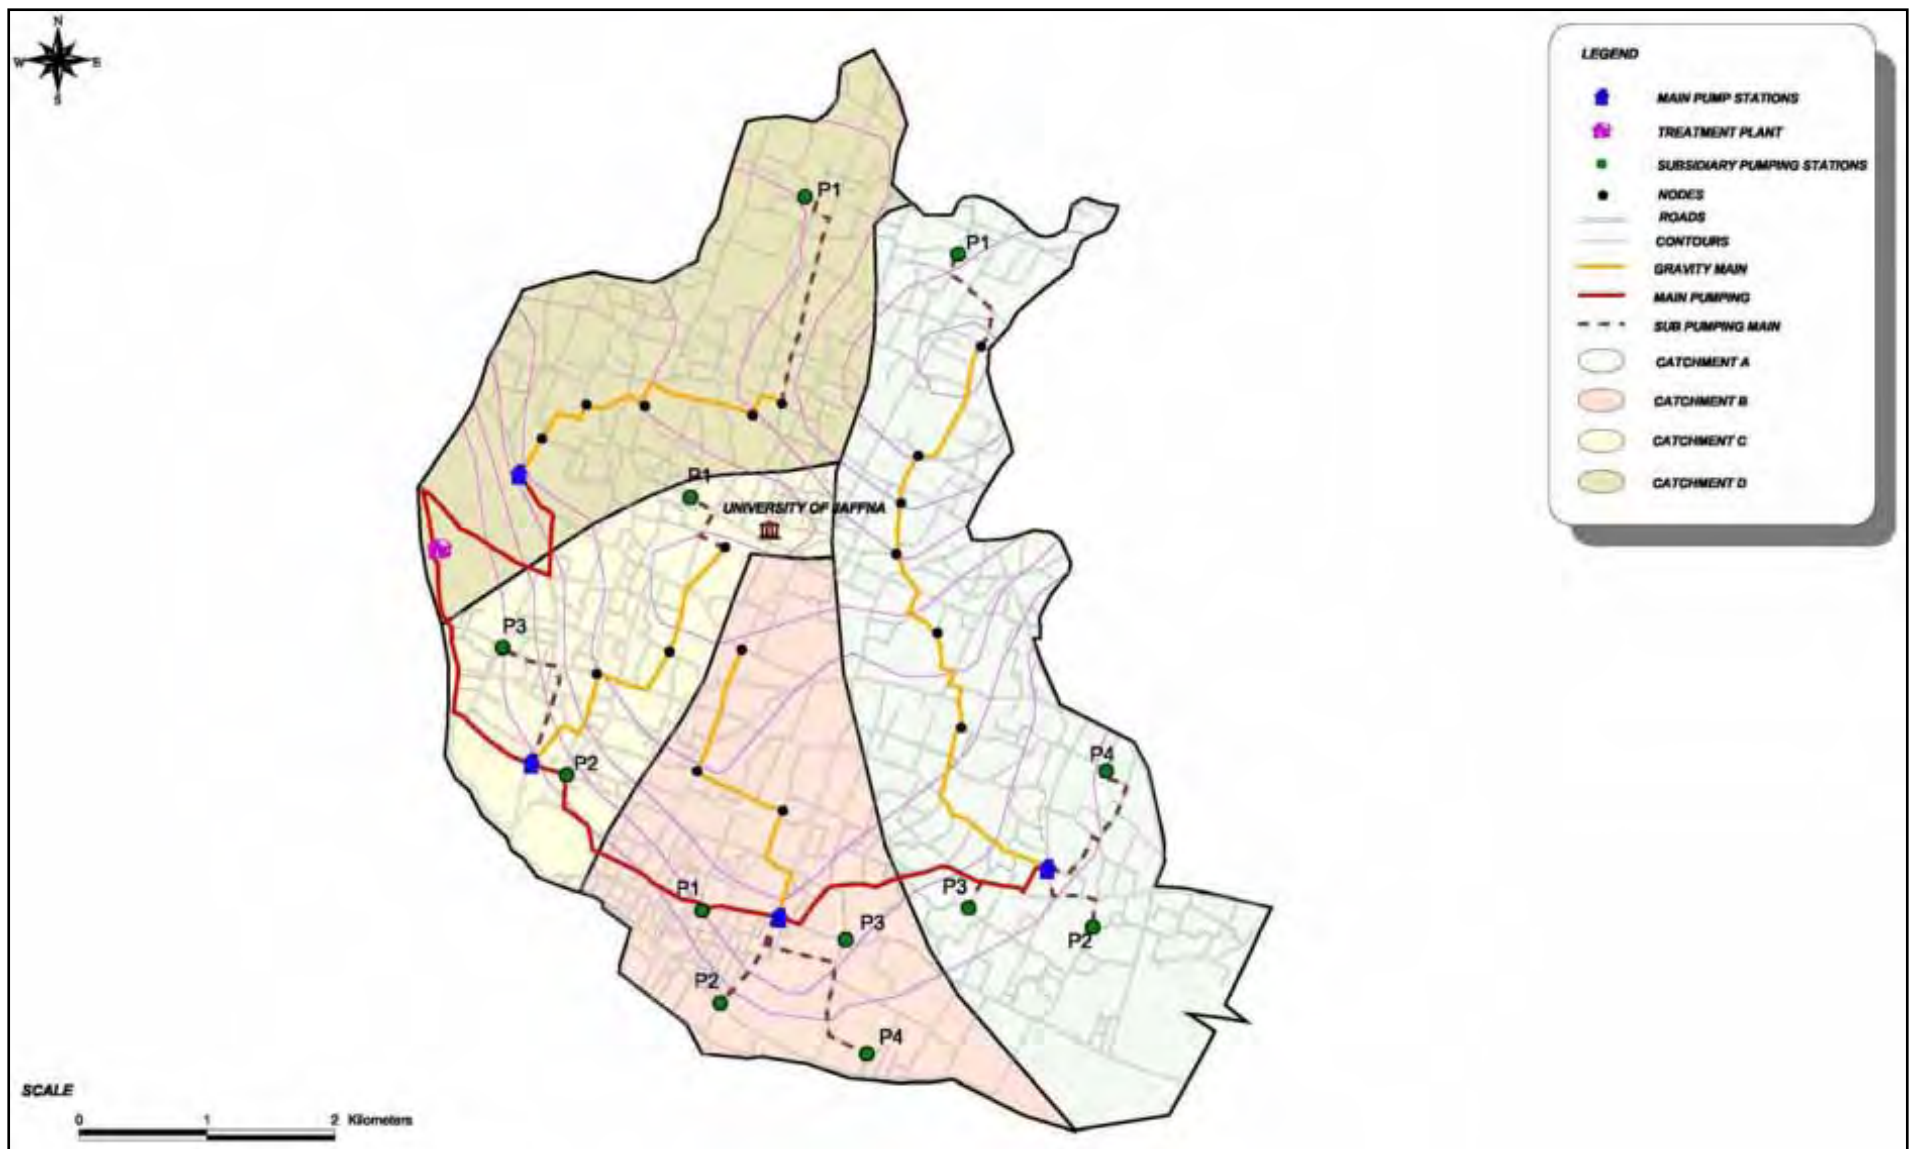 N
W E
S
LEGEND
MAIN PUMP STATIONS
TREATMENT PLANT
SUBSIDIARY PUMPING STATIONS
NODES
ROADS
CONTOURS
GRAVITY MAIN
MAIN PUMPING
SUB PUMPING MAIN
CATCHMENT A
CATCHMENT B
CATCHMENT C
CATCHMENT D
P1
P1
P1
UNIVERSITY OF JAFFNA
P3
P2
P4
P1
P3
P3
P2
P2
P4
SCALE
0 1 2 Kilometers